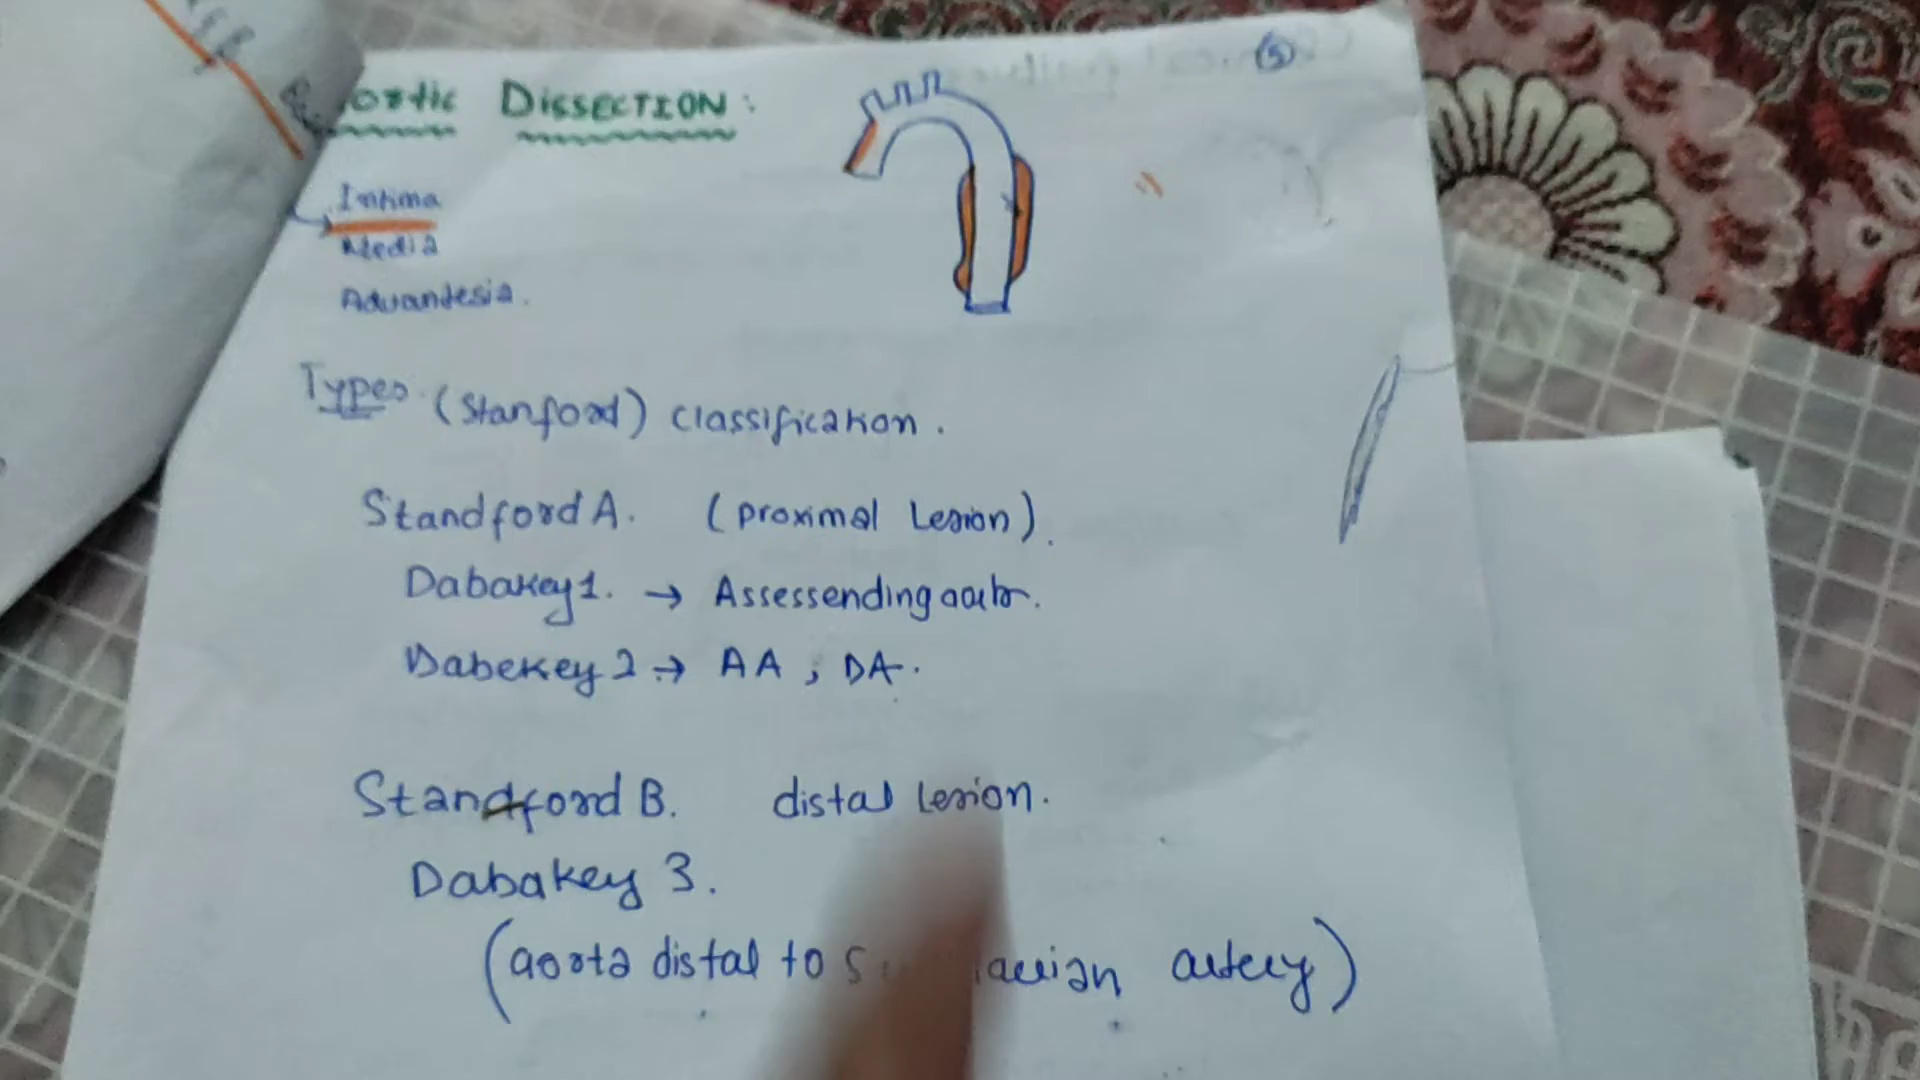 ortic DISSECTION:
5
Intima
Media
Advantesia.
Types (Stanford) classification.
Standford A. (proximal Lesion).
Dabakey 1. → Assessending aorta.
Dabekey 2 → AA, DA.
Standford B. distal lesion.
Dabakey 3.
(aorta distal to artery)